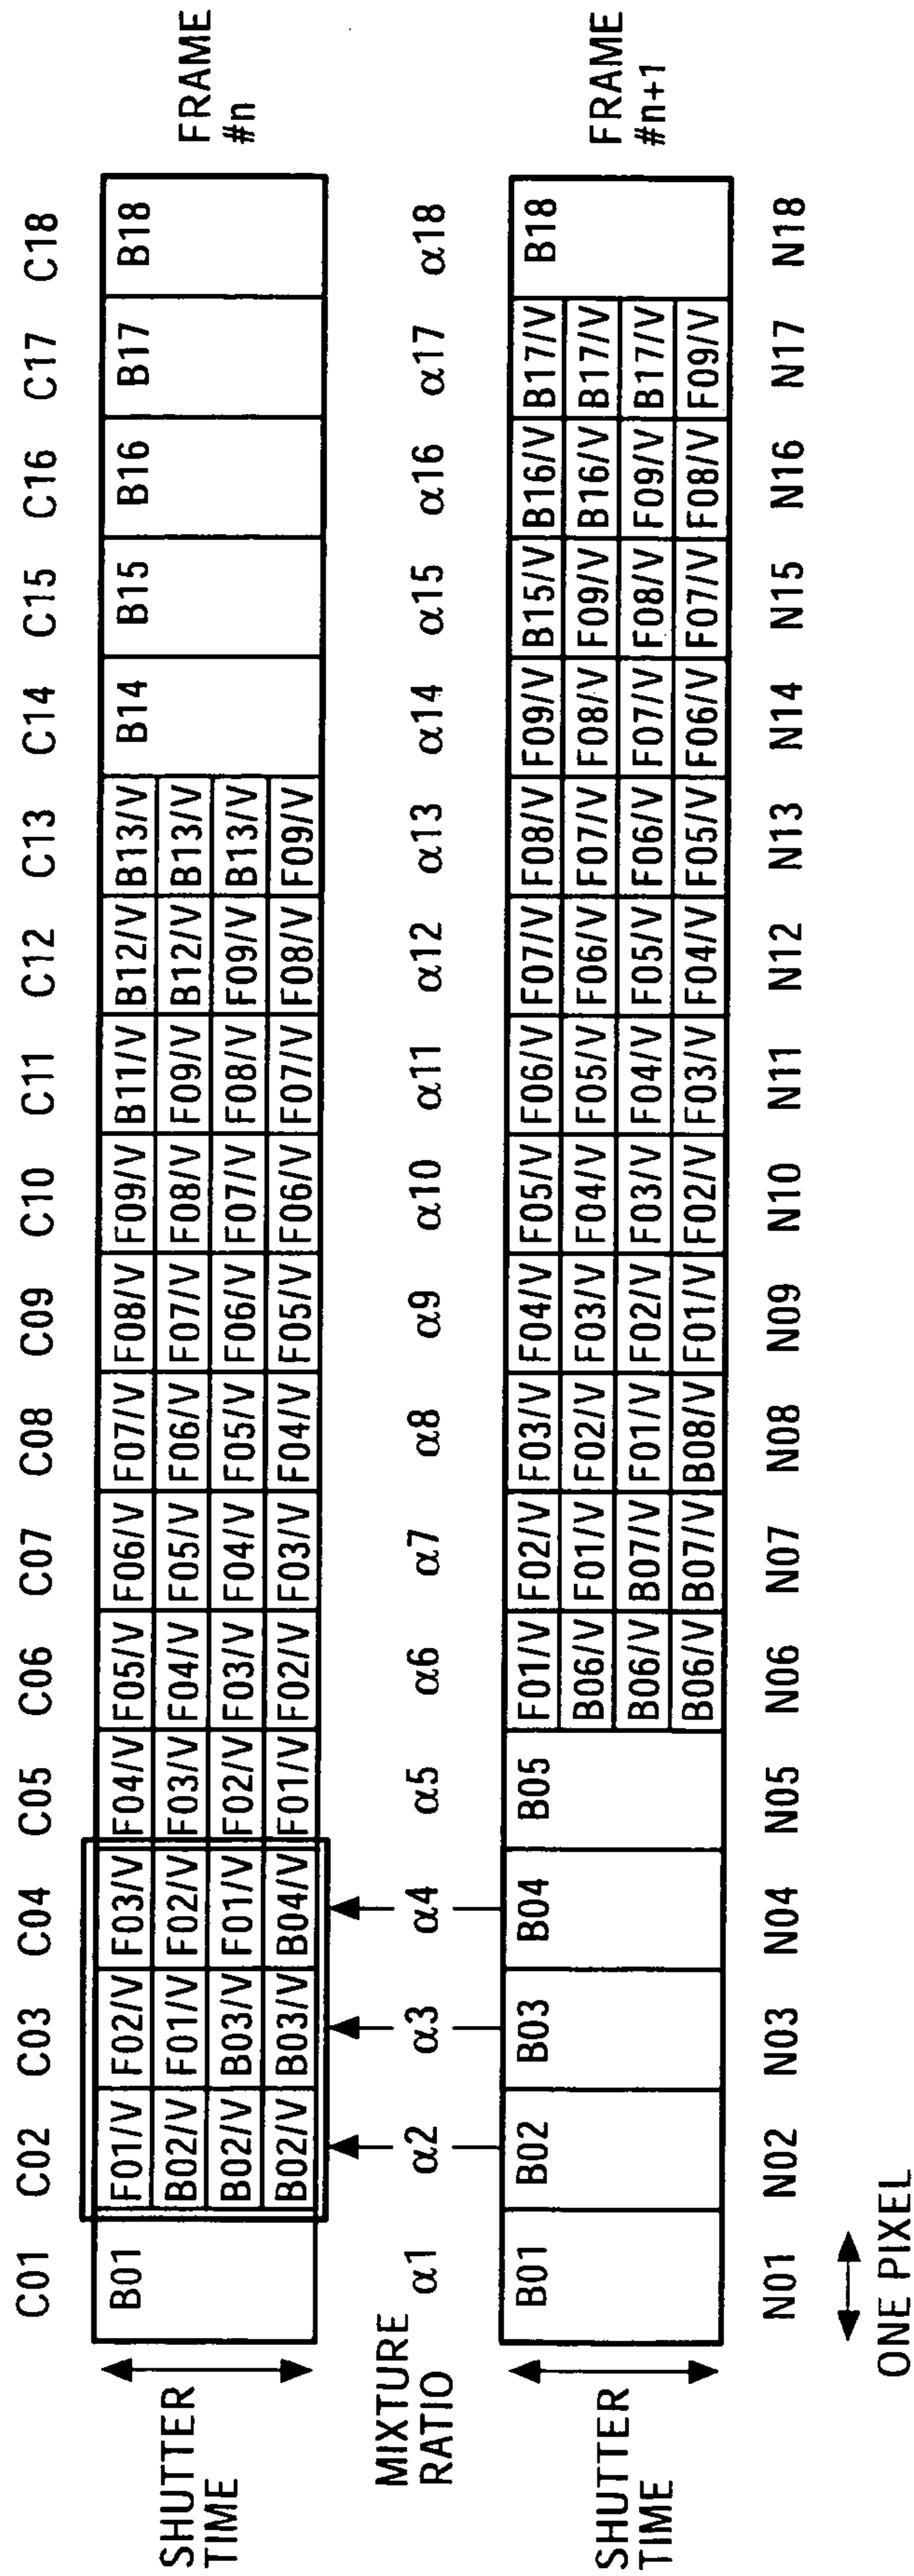 C01 C02 C03 C04 C05 C06 C07 C08 C09 C10 C11 C12 C13 C14 C15 C16 C17 C18
B01 F01/V F02/V F03/V F04/V F05/V F06/V F07/V F08/V F09/V B11/V B12/V B13/V B14 B15 B16 B17 B18
B02/V F01/V F02/V F03/V F04/V F05/V F06/V F07/V F08/V F09/V B12/V B13/V
B02/V B03/V F01/V F02/V F03/V F04/V F05/V F06/V F07/V F08/V F09/V B13/V
B02/V B03/V B04/V F01/V F02/V F03/V F04/V F05/V F06/V F07/V F08/V F09/V
SHUTTER
TIME
FRAME
#n
MIXTURE
RATIO
α1 α2 α3 α4 α5 α6 α7 α8 α9 α10 α11 α12 α13 α14 α15 α16 α17 α18
B01 B02 B03 B04 B05 F01/V F02/V F03/V F04/V F05/V F06/V F07/V F08/V F09/V B15/V B16/V B17/V B18
B06/V F01/V F02/V F03/V F04/V F05/V F06/V F07/V F08/V F09/V B16/V B17/V
B06/V B07/V F01/V F02/V F03/V F04/V F05/V F06/V F07/V F08/V F09/V B17/V
B06/V B07/V B08/V F01/V F02/V F03/V F04/V F05/V F06/V F07/V F08/V F09/V
SHUTTER
TIME
FRAME
#n+1
N01 N02 N03 N04 N05 N06 N07 N08 N09 N10 N11 N12 N13 N14 N15 N16 N17 N18
ONE PIXEL